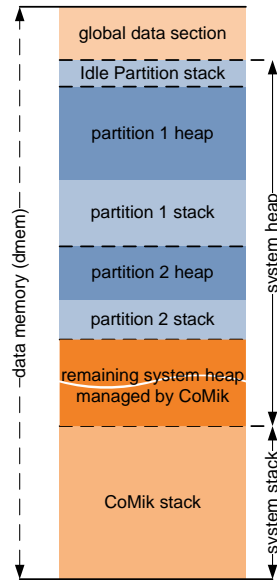 global data section
Idle Partition stack
partition 1 heap
partition 1 stack
partition 2 heap
partition 2 stack
remaining system heap
managed by CoMik
CoMik stack
data memory (dmem)
system heap
system stack